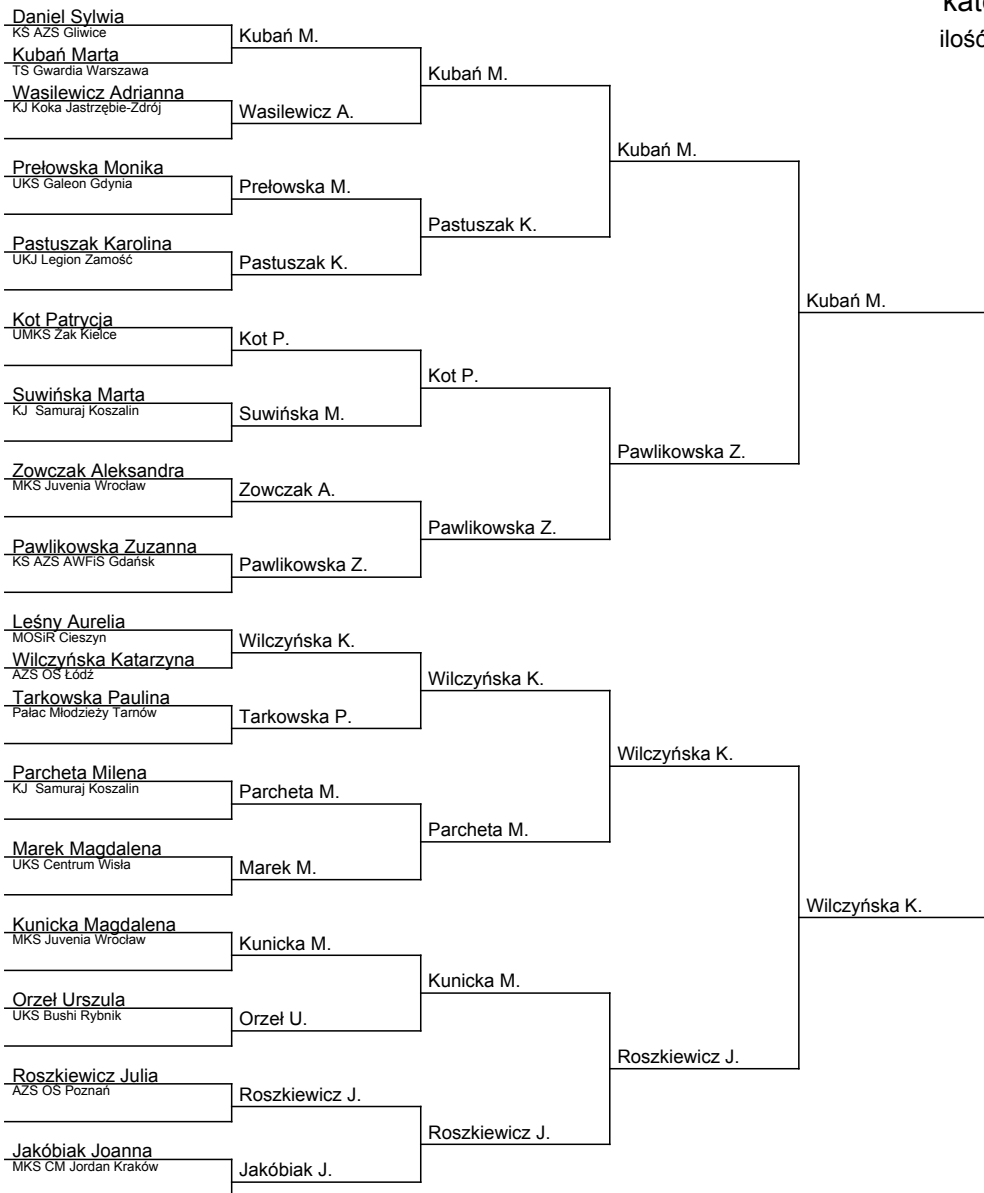 Daniel Sylwia
KS AZS Gliwice
Kubań Marta
TS Gwardia Warszawa
Wasilewicz Adrianna
KJ Koka Jastrzębie-Zdrój
Prełowska Monika
UKS Galeon Gdynia
Pastuszak Karolina
UKJ Legion Zamość
Kot Patrycja
UMKS Żak Kielce
Suwińska Marta
KJ Samuraj Koszalin
Zowczak Aleksandra
MKS Juvenia Wrocław
Pawlikowska Zuzanna
KS AZS AWFiS Gdańsk
Leśny Aurelia
MOSiR Cieszyn
Wilczyńska Katarzyna
AZS OŚ Łódź
Tarkowska Paulina
Pałac Młodzieży Tarnów
Parcheta Milena
KJ Samuraj Koszalin
Marek Magdalena
UKS Centrum Wisła
Kunicka Magdalena
MKS Juvenia Wrocław
Orzeł Urszula
UKS Bushi Rybnik
Roszkiewicz Julia
AZS OŚ Poznań
Jakóbiak Joanna
MKS CM Jordan Kraków
Kubań M.
Wasilewicz A.
Prełowska M.
Pastuszak K.
Kot P.
Suwińska M.
Zowczak A.
Pawlikowska Z.
Wilczyńska K.
Tarkowska P.
Parcheta M.
Marek M.
Kunicka M.
Orzeł U.
Roszkiewicz J.
Jakóbiak J.
Kubań M.
Pastuszak K.
Kot P.
Pawlikowska Z.
Wilczyńska K.
Parcheta M.
Kunicka M.
Roszkiewicz J.
Kubań M.
Pawlikowska Z.
Wilczyńska K.
Roszkiewicz J.
Kubań M.
Wilczyńska K.
ilość